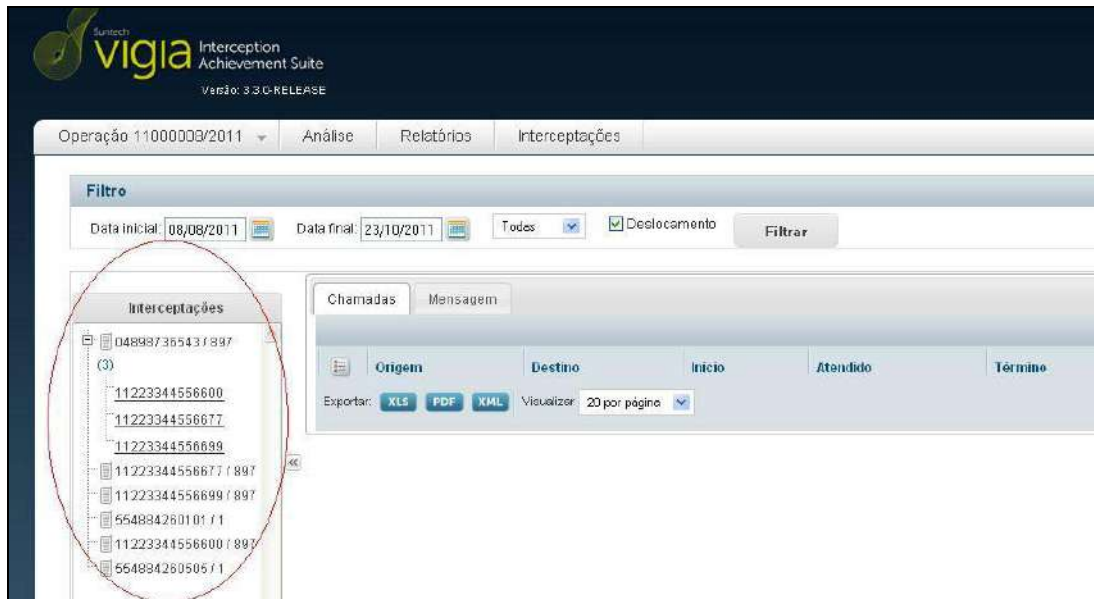 Suntech
vigia Interception
Achievement Suite
Versão: 3.3.0-RELEASE
Operação 11000008/2011 Análise Relatórios Interceptações
Filtro
Data inicial: 08/08/2011 Data final: 23/10/2011 Todas Deslocamento Filtrar
Interceptações
Chamadas Mensagem
04898736543 / 897
(3)
11223344556600
11223344556677
11223344556699
11223344556677 / 897
11223344556699 / 897
554884260101 / 1
11223344556600 / 897
554884260505 / 1
Origem Destino Início Atendido Término
Exportar: XLS PDF XML Visualizar 20 por página